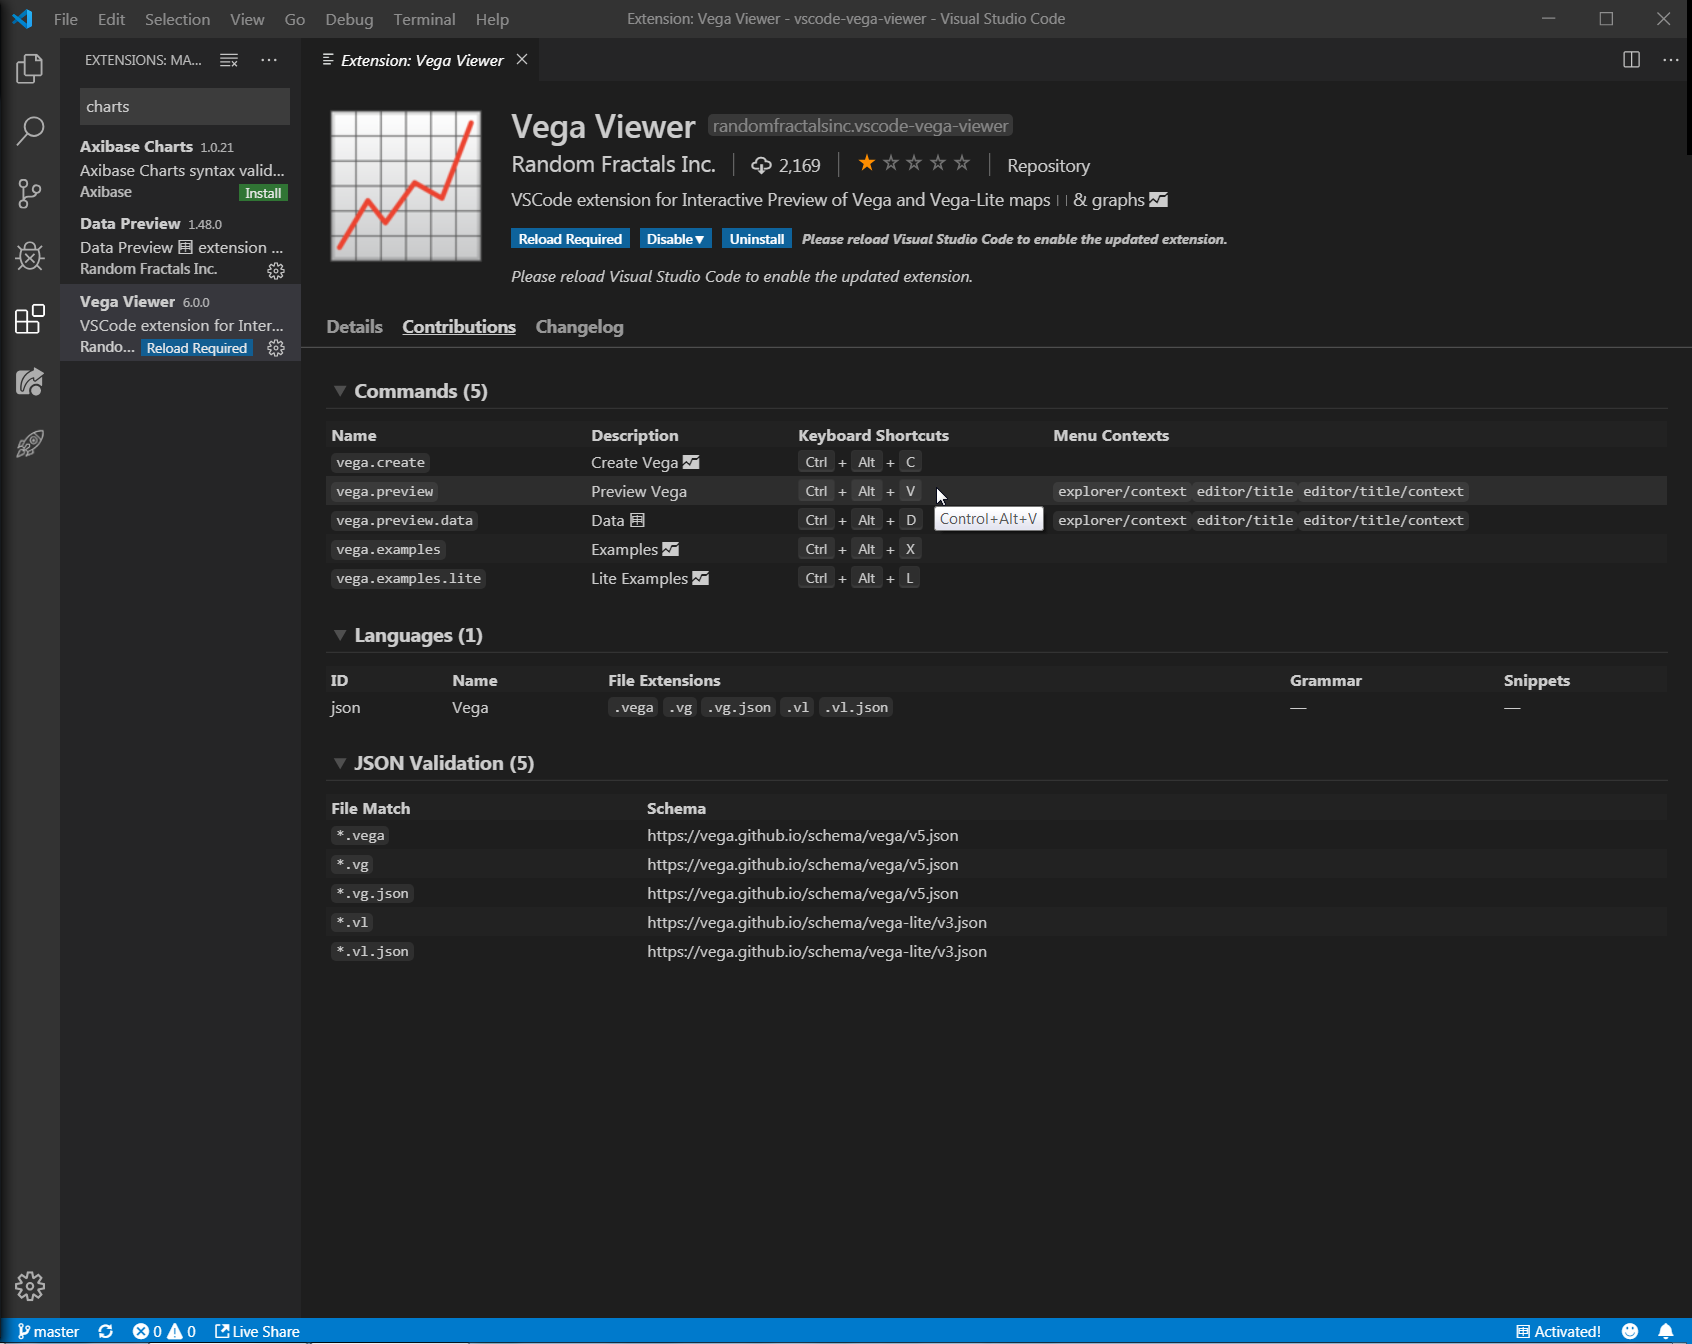 File Edit Selection View Go Debug Terminal Help Extension: Vega Viewer - vscode-vega-viewer - Visual Studio Code
EXTENSIONS: MA...
charts
Axibase Charts 1.0.21
Axibase Charts syntax valid...
Axibase Install
Data Preview 1.48.0
Data Preview extension ...
Random Fractals Inc.
Vega Viewer 6.0.0
VSCode extension for Inter...
Rando... Reload Required
Extension: Vega Viewer
Vega Viewer randomfractalsinc.vscode-vega-viewer
Random Fractals Inc. 2,169 Repository
VSCode extension for Interactive Preview of Vega and Vega-Lite maps & graphs
Reload Required Disable▼ Uninstall Please reload Visual Studio Code to enable the updated extension.
Please reload Visual Studio Code to enable the updated extension.
Details Contributions Changelog
Commands (5)
Name Description Keyboard Shortcuts Menu Contexts
vega.create Create Vega Ctrl + Alt + C
vega.preview Preview Vega Ctrl + Alt + V explorer/context editor/title editor/title/context
vega.preview.data Data Ctrl + Alt + D Control+Alt+V explorer/context editor/title editor/title/context
vega.examples Examples Ctrl + Alt + X
vega.examples.lite Lite Examples Ctrl + Alt + L
Languages (1)
ID Name File Extensions Grammar Snippets
json Vega .vega .vg .vg.json .vl .vl.json — —
JSON Validation (5)
File Match Schema
*.vega https://vega.github.io/schema/vega/v5.json
*.vg https://vega.github.io/schema/vega/v5.json
*.vg.json https://vega.github.io/schema/vega/v5.json
*.vl https://vega.github.io/schema/vega-lite/v3.json
*.vl.json https://vega.github.io/schema/vega-lite/v3.json
master 0 0 Live Share Activated!